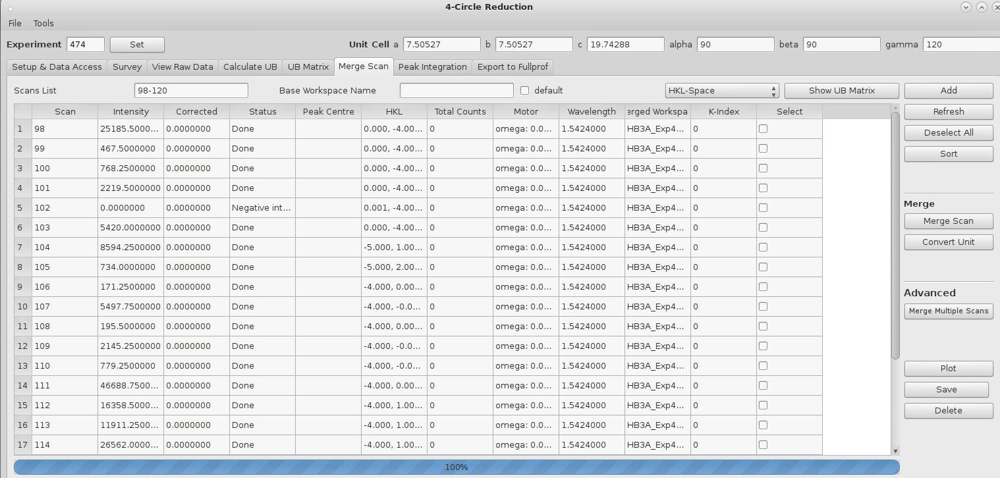 4-Circle Reduction
File Tools
Experiment 474 Set Unit Cell a 7.50527 b 7.50527 c 19.74288 alpha 90 beta 90 gamma 120
Setup & Data Access Survey View Raw Data Calculate UB UB Matrix Merge Scan Peak Integration Export to Fullprof
Scans List 98-120 Base Workspace Name default HKL-Space Show UB Matrix Add
Scan Intensity Corrected Status Peak Centre HKL Total Counts Motor Wavelength erged Workspa K-Index Select
Refresh
1 98 25185.5000... 0.0000000 Done 0.000, -4.00... 0 omega: 0.0... 1.5424000 HB3A_Exp4... 0
Deselect All
2 99 467.5000000 0.0000000 Done 0.000, -4.00... 0 omega: 0.0... 1.5424000 HB3A_Exp4... 0
Sort
3 100 768.2500000 0.0000000 Done 0.000, -4.00... 0 omega: 0.0... 1.5424000 HB3A_Exp4... 0
4 101 2219.5000000 0.0000000 Done 0.000, -4.00... 0 omega: 0.0... 1.5424000 HB3A_Exp4... 0
5 102 0.0000000 0.0000000 Negative int... 0.001, -4.00... 0 omega: 0.0... 1.5424000 HB3A_Exp4... 0
Merge
6 103 5420.0000000 0.0000000 Done 0.000, -4.00... 0 omega: 0.0... 1.5424000 HB3A_Exp4... 0
Merge Scan
7 104 8594.2500000 0.0000000 Done -5.000, 1.00... 0 omega: 0.0... 1.5424000 HB3A_Exp4... 0
Convert Unit
8 105 734.0000000 0.0000000 Done -5.000, 2.00... 0 omega: 0.0... 1.5424000 HB3A_Exp4... 0
9 106 171.2500000 0.0000000 Done -4.000, 0.00... 0 omega: 0.0... 1.5424000 HB3A_Exp4... 0
Advanced
10 107 5497.7500000 0.0000000 Done -4.000, -0.0... 0 omega: 0.0... 1.5424000 HB3A_Exp4... 0
Merge Multiple Scans
11 108 195.5000000 0.0000000 Done -4.000, 0.00... 0 omega: 0.0... 1.5424000 HB3A_Exp4... 0
12 109 2145.2500000 0.0000000 Done -4.000, -0.0... 0 omega: 0.0... 1.5424000 HB3A_Exp4... 0
13 110 779.2500000 0.0000000 Done -4.000, -0.0... 0 omega: 0.0... 1.5424000 HB3A_Exp4... 0
Plot
14 111 46688.7500... 0.0000000 Done -4.000, 0.00... 0 omega: 0.0... 1.5424000 HB3A_Exp4... 0
Save
15 112 16358.5000... 0.0000000 Done -4.000, 1.00... 0 omega: 0.0... 1.5424000 HB3A_Exp4... 0
Delete
16 113 11911.2500... 0.0000000 Done -4.000, 1.00... 0 omega: 0.0... 1.5424000 HB3A_Exp4... 0
17 114 26562.0000... 0.0000000 Done -4.000, 1.00... 0 omega: 0.0... 1.5424000 HB3A_Exp4... 0
100%